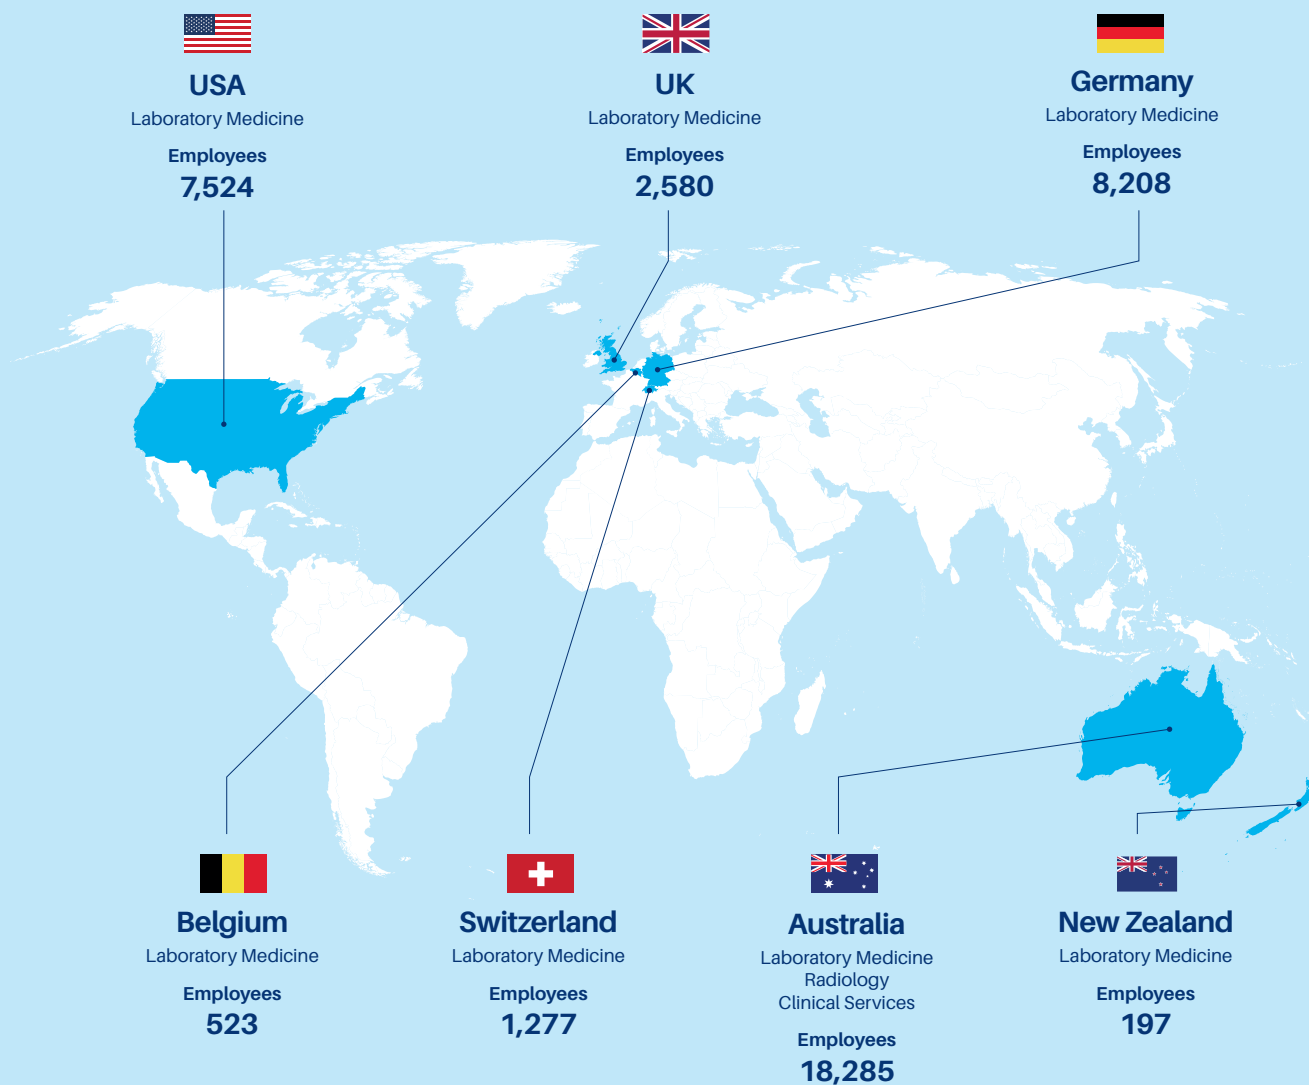 USA
Laboratory Medicine
Employees
7,524
UK
Laboratory Medicine
Employees
2,580
Germany
Laboratory Medicine
Employees
8,208
Belgium
Laboratory Medicine
Employees
523
Switzerland
Laboratory Medicine
Employees
1,277
Australia
Laboratory Medicine
Radiology
Clinical Services
Employees
18,285
New Zealand
Laboratory Medicine
Employees
197